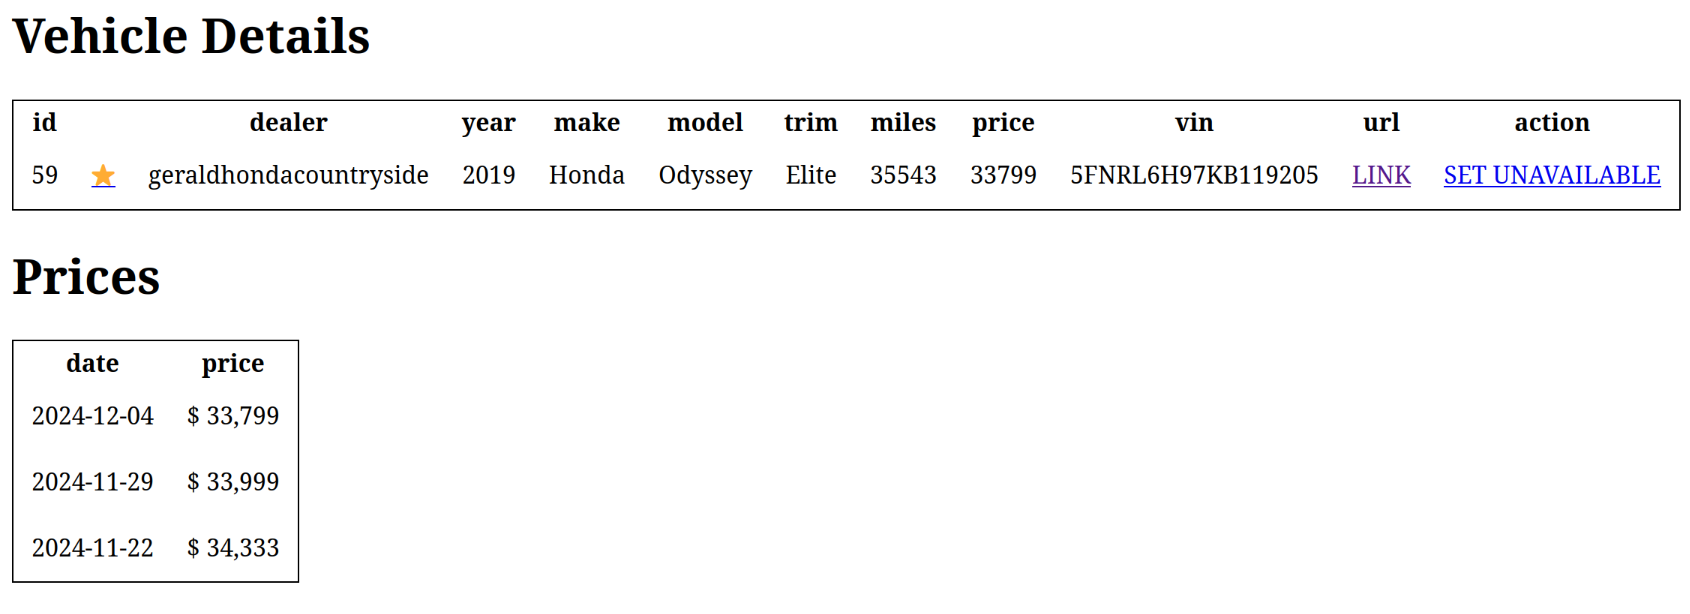 Vehicle Details
id dealer year make model trim miles price vin url action
59 ⭐ geraldhondacountryside 2019 Honda Odyssey Elite 35543 33799 5FNRL6H97KB119205 LINK SET UNAVAILABLE
Prices
date price
2024-12-04 $ 33,799
2024-11-29 $ 33,999
2024-11-22 $ 34,333